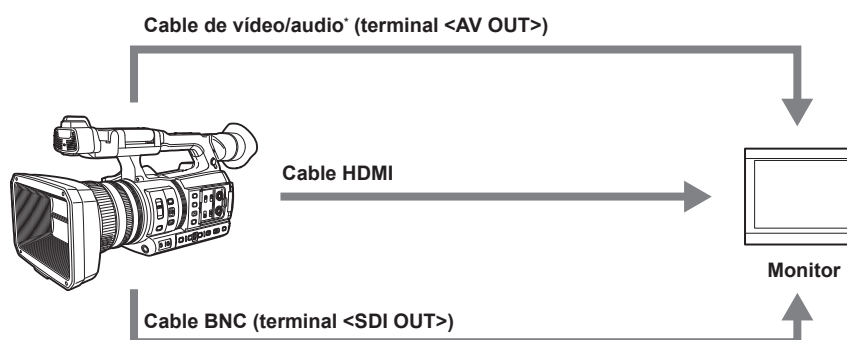 Cable de vídeo/audio* (terminal <AV OUT>)
Cable HDMI
Monitor
Cable BNC (terminal <SDI OUT>)